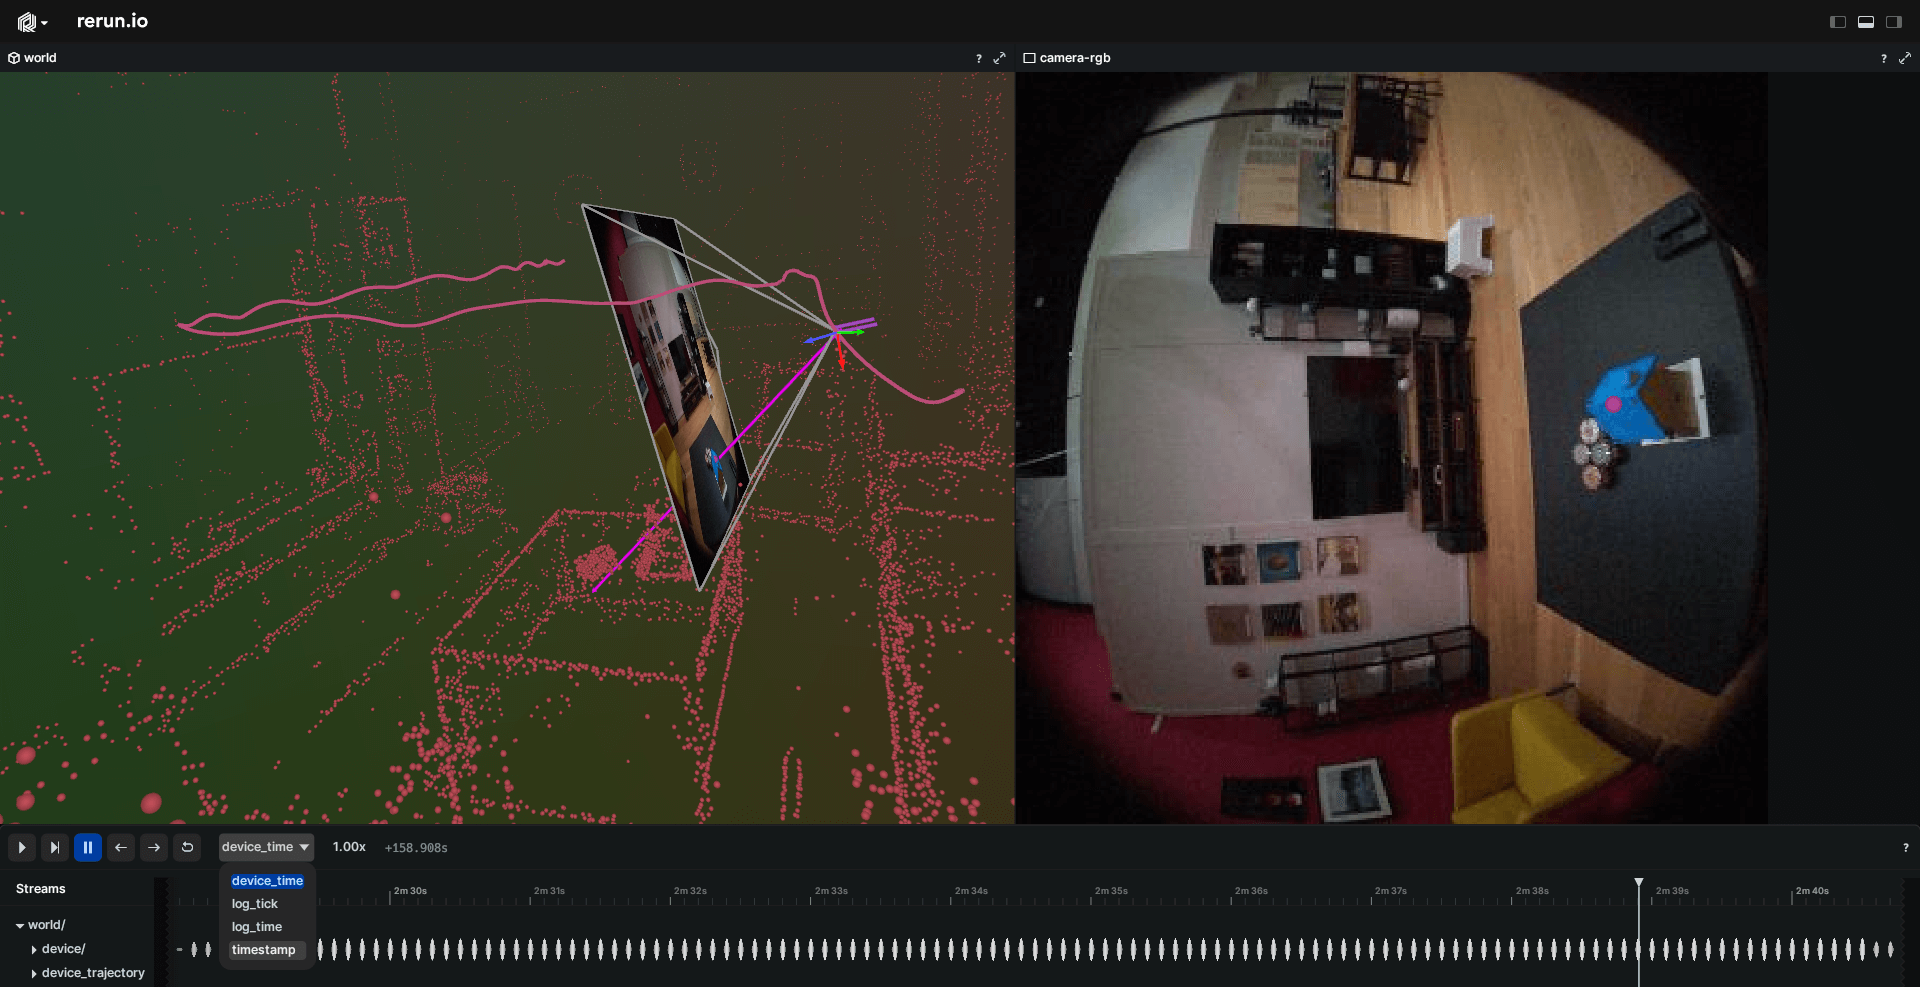 rerun.io
world
?
camera-rgb
?
device_time
1.00x
+158.908s
?
device_time
log_tick
log_time
timestamp
Streams
2m 30s
2m 31s
2m 32s
2m 33s
2m 34s
2m 35s
2m 36s
2m 37s
2m 38s
2m 39s
2m 40s
world/
device/
device_trajectory